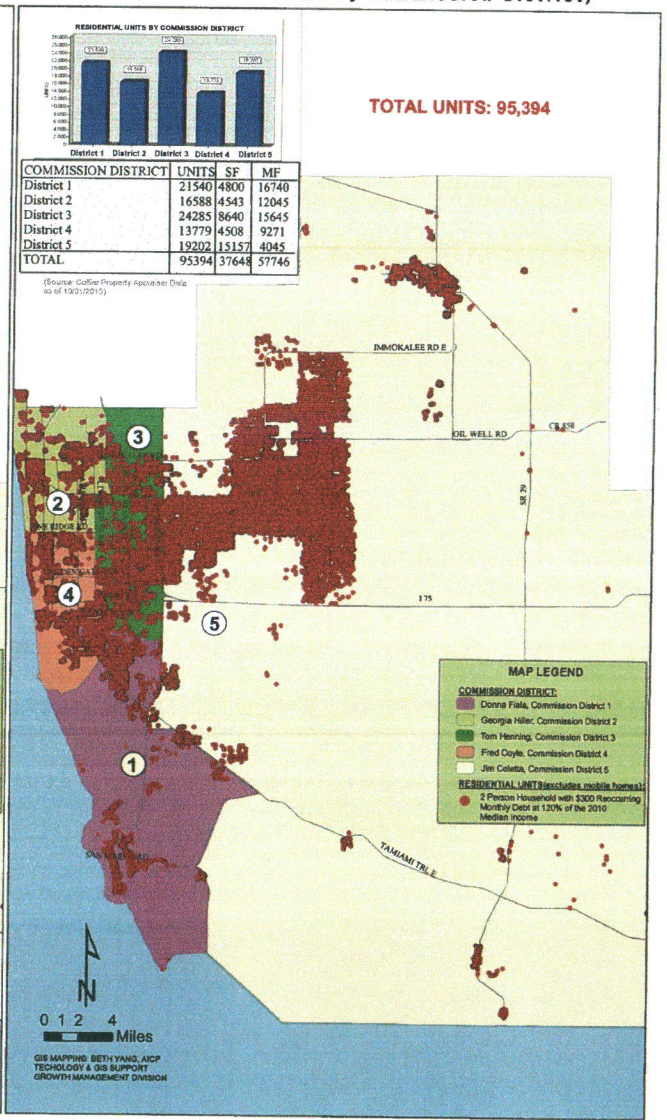 RESIDENTIAL UNITS BY COMMISSION DISTRICT
UNITS
District 1 District 2 District 3 District 4 District 5
TOTAL UNITS: 95,394
COMMISSION DISTRICT UNITS SF MF
District 1 21540 4800 16740
District 2 16588 4543 12045
District 3 24285 8640 15645
District 4 13779 4508 9271
District 5 19202 15157 4045
TOTAL 95394 37648 57746
(Source: Collier Property Appraiser Data
as of 10/01/2010)
IMMOKALEE RD E
OIL WELL RD
CR 858
SR 29
I 75
TAMIAMI TRL E
3
2
4
5
1
MAP LEGEND
COMMISSION DISTRICT:
Donna Fiala, Commission District 1
Georgia Hiller, Commission District 2
Tom Henning, Commission District 3
Fred Coyle, Commission District 4
Jim Coletta, Commission District 5
RESIDENTIAL UNITS(excludes mobile homes):
2 Person Household with $300 Reoccurring
Monthly Debt at 120% of the 2010
Median Income
N
0 1 2 4
Miles
GIS MAPPING: BETH YANG, AICP
TECHOLOGY & GIS SUPPORT
GROWTH MANAGEMENT DIVISION